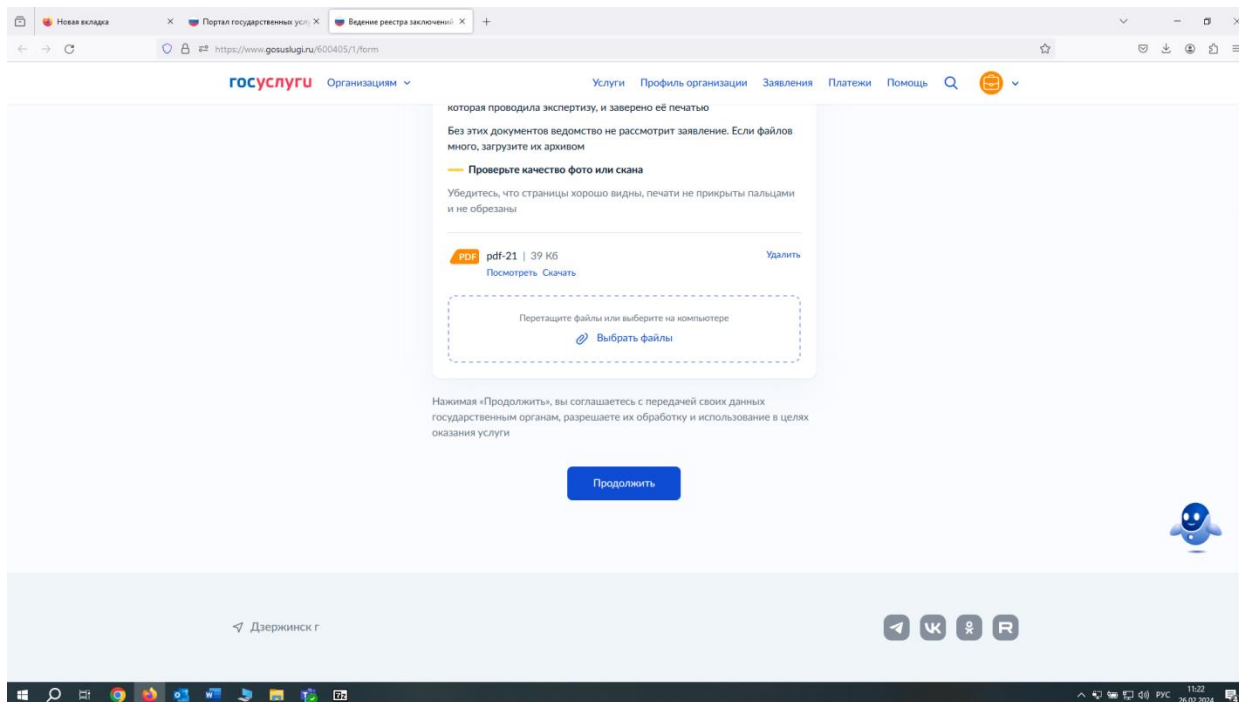 Новая вкладка
Портал государственных усл
Ведение реестра заключений
https://www.gosuslugi.ru/600405/1/form
госуслуги Организациям Услуги Профиль организации Заявления Платежи Помощь
которая проводила экспертизу, и заверено её печатью
Без этих документов ведомство не рассмотрит заявление. Если файлов
много, загрузите их архивом
Проверьте качество фото или скана
Убедитесь, что страницы хорошо видны, печати не прикрыты пальцами
и не обрезаны
PDF pdf-21 | 39 Кб Удалить
Посмотреть Скачать
Перетащите файлы или выберите на компьютере
Выбрать файлы
Нажимая «Продолжить», вы соглашаетесь с передачей своих данных
государственным органам, разрешаете их обработку и использование в целях
оказания услуги
Продолжить
Дзержинск г
РУС 11:22
26.02.2024